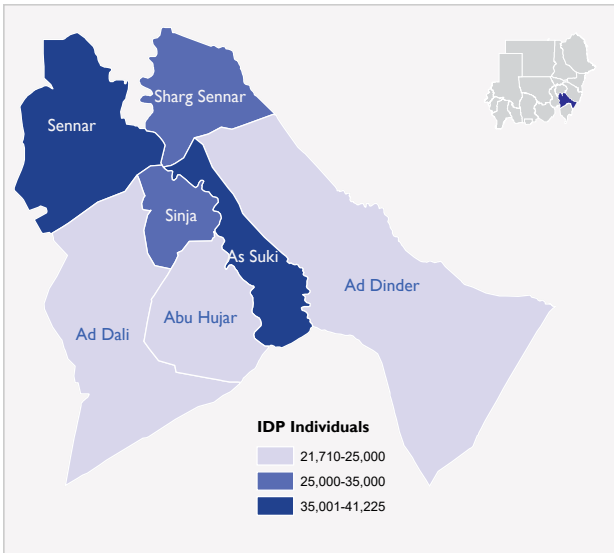 Sharg Sennar
Sennar
Sinja
As Suki
Ad Dinder
Abu Hujar
Ad Dali
IDP Individuals
21,710-25,000
25,000-35,000
35,001-41,225